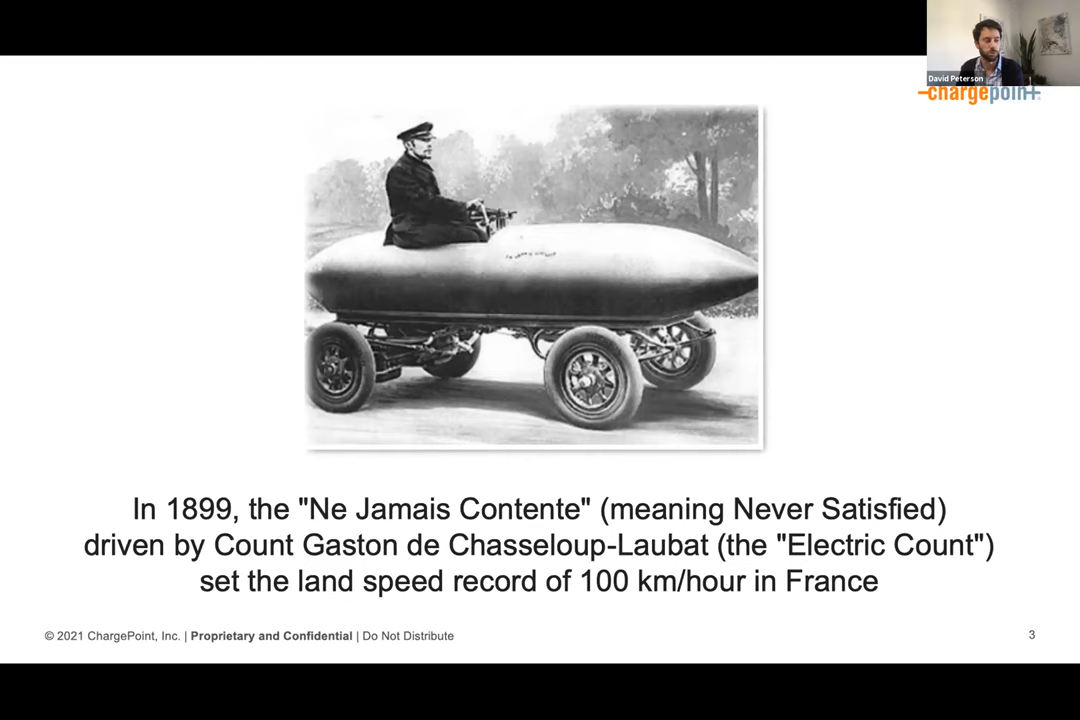 David Peterson
chargepoin+
In 1899, the "Ne Jamais Contente" (meaning Never Satisfied)
driven by Count Gaston de Chasseloup-Laubat (the "Electric Count")
set the land speed record of 100 km/hour in France
© 2021 ChargePoint, Inc. | Proprietary and Confidential | Do Not Distribute
3